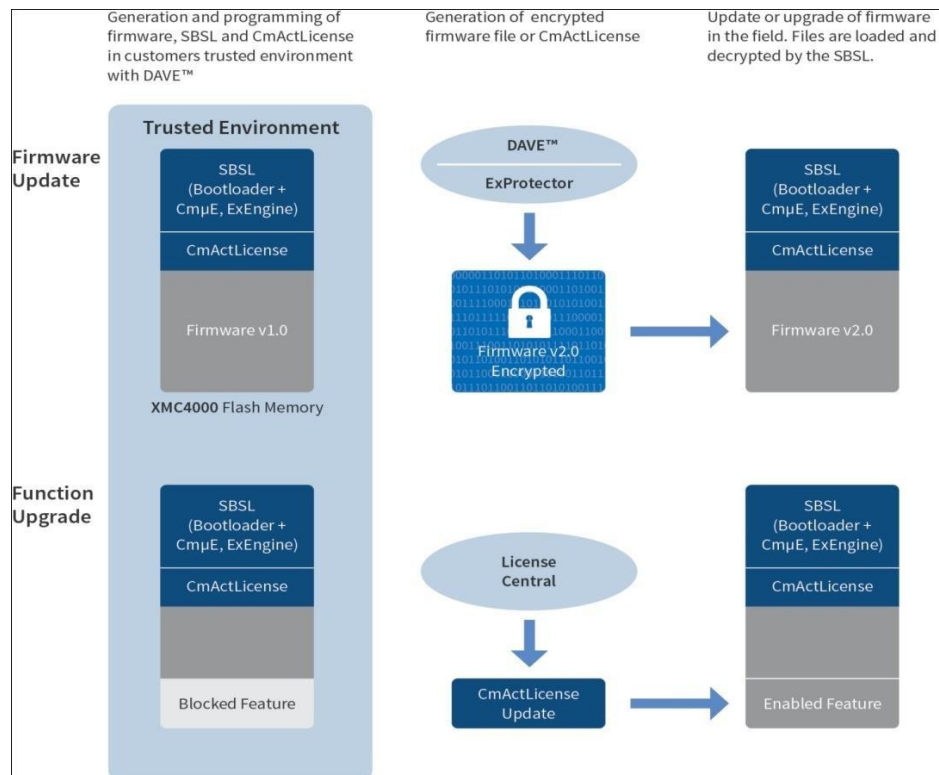 Generation and programming of
firmware, SBSL and CmActLicense
in customers trusted environment
with DAVE™
Generation of encrypted
firmware file or CmActLicense
Update or upgrade of firmware
in the field. Files are loaded and
decrypted by the SBSL.
Firmware
Update
Trusted Environment
SBSL
(Bootloader +
CmµE, ExEngine)
CmActLicense
Firmware v1.0
XMC4000 Flash Memory
DAVE™
ExProtector
Firmware v2.0
Encrypted
SBSL
(Bootloader +
CmµE, ExEngine)
CmActLicense
Firmware v2.0
Function
Upgrade
SBSL
(Bootloader +
CmµE, ExEngine)
CmActLicense
Blocked Feature
License
Central
CmActLicense
Update
SBSL
(Bootloader +
CmµE, ExEngine)
CmActLicense
Enabled Feature